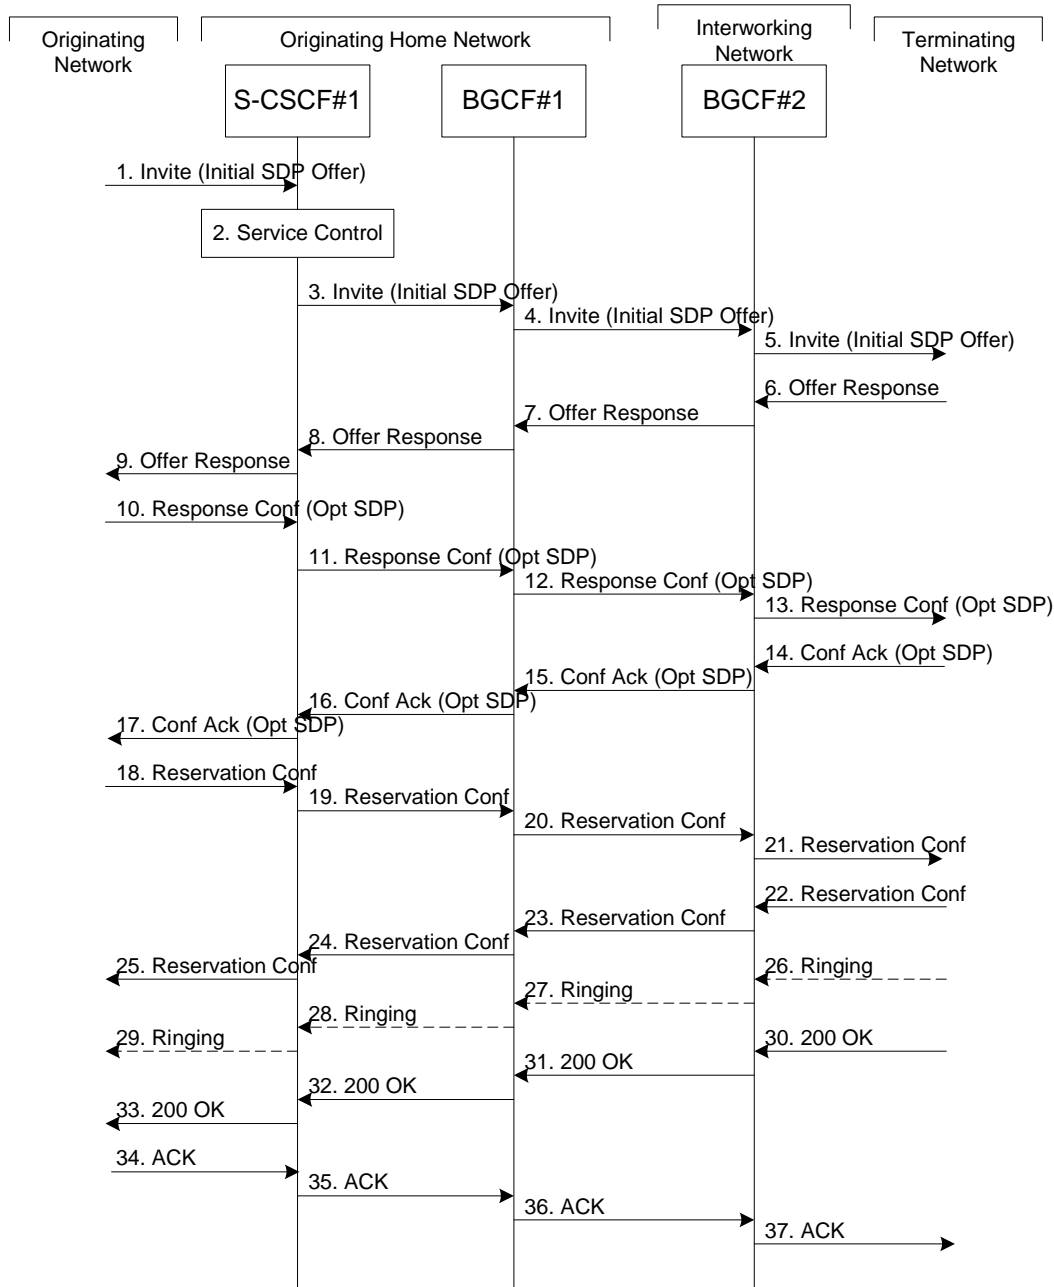 Originating
Network
Originating Home Network
Interworking
Network
Terminating
Network
S-CSCF#1
BGCF#1
BGCF#2
1. Invite (Initial SDP Offer)
2. Service Control
3. Invite (Initial SDP Offer)
4. Invite (Initial SDP Offer)
5. Invite (Initial SDP Offer)
6. Offer Response
7. Offer Response
8. Offer Response
9. Offer Response
10. Response Conf (Opt SDP)
11. Response Conf (Opt SDP)
12. Response Conf (Opt SDP)
13. Response Conf (Opt SDP)
14. Conf Ack (Opt SDP)
15. Conf Ack (Opt SDP)
16. Conf Ack (Opt SDP)
17. Conf Ack (Opt SDP)
18. Reservation Conf
19. Reservation Conf
20. Reservation Conf
21. Reservation Conf
22. Reservation Conf
23. Reservation Conf
24. Reservation Conf
25. Reservation Conf
26. Ringing
27. Ringing
28. Ringing
29. Ringing
30. 200 OK
31. 200 OK
32. 200 OK
33. 200 OK
34. ACK
35. ACK
36. ACK
37. ACK